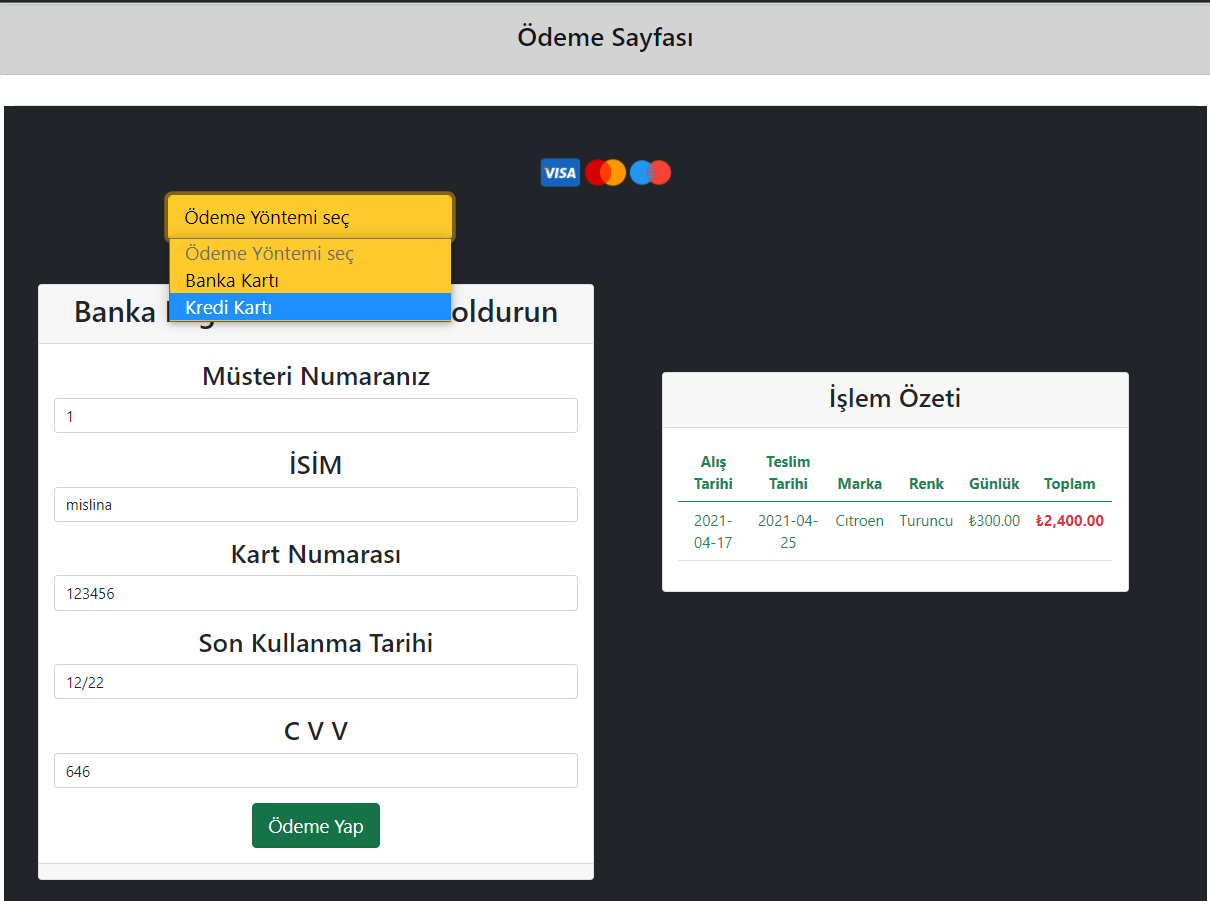 Ödeme Sayfası
VISA
Ödeme Yöntemi seç
Ödeme Yöntemi seç
Banka Kartı
Kredi Kartı
Banka
oldurun
Müsteri Numaranız
1
İSİM
mislina
Kart Numarası
123456
Son Kullanma Tarihi
12/22
C V V
646
Ödeme Yap
İşlem Özeti
Alış Tarihi Teslim Tarihi Marka Renk Günlük Toplam
2021-04-17 2021-04-25 Citroen Turuncu ₺300.00 ₺2,400.00